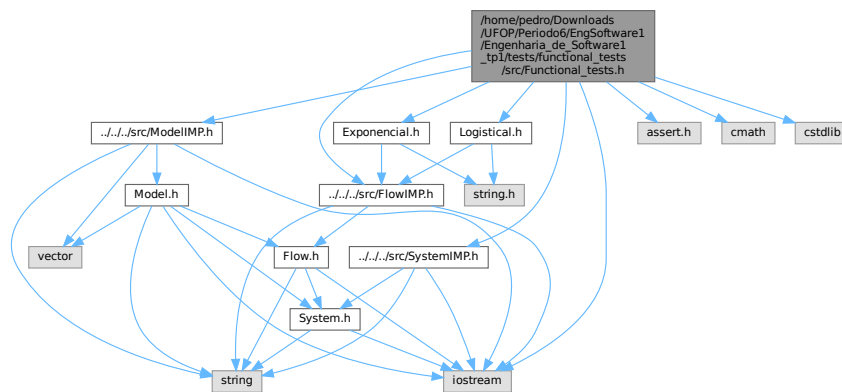 /home/pedro/Downloads
/UFOP/Periodo6/EngSoftware1
/Engenharia_de_Software1
_tp1/tests/functional_tests
/src/Functional_tests.h
../../../src/ModelIMP.h
Exponencial.h
Logistical.h
assert.h
cmath
cstdlib
Model.h
../../../src/FlowIMP.h
string.h
vector
Flow.h
../../../src/SystemIMP.h
System.h
string
iostream